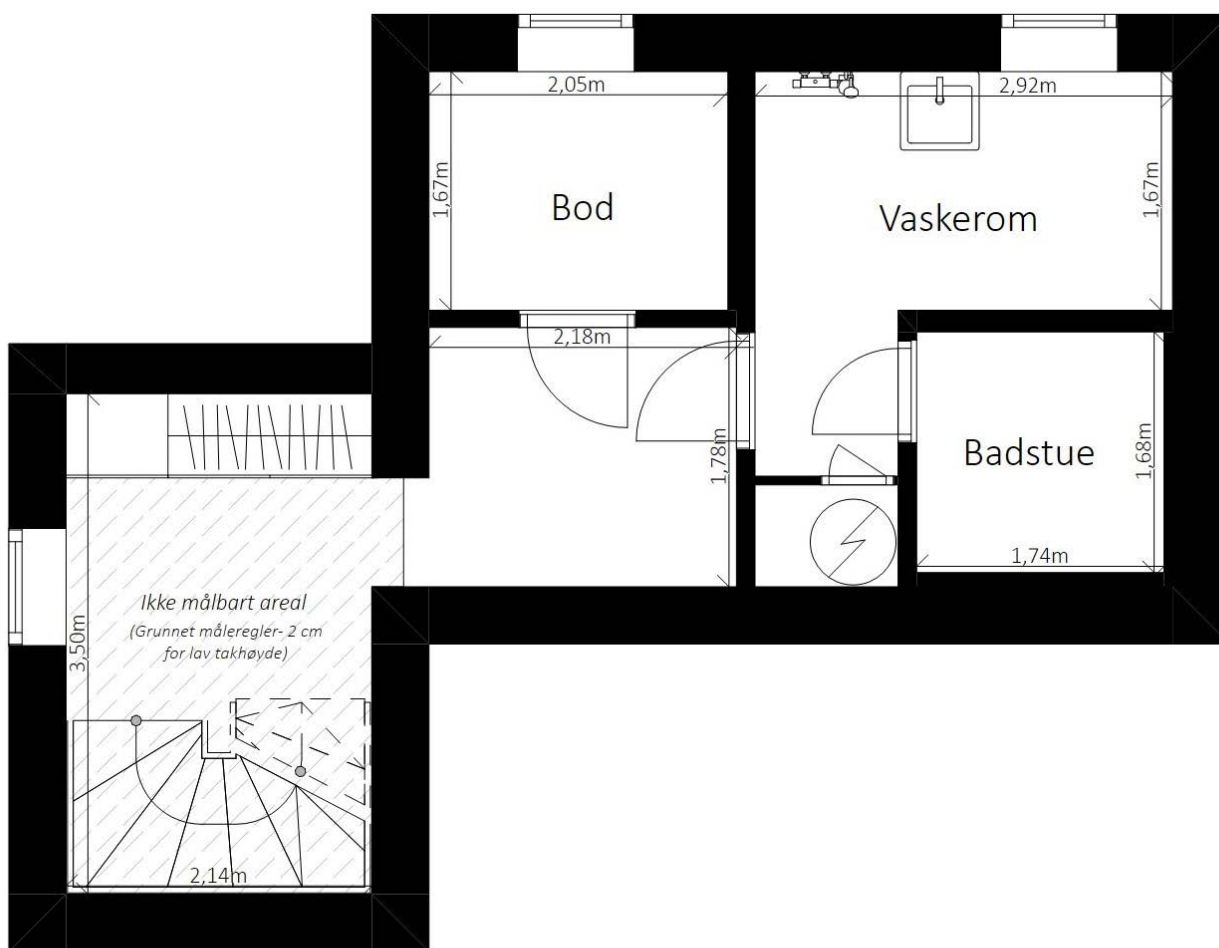 2,05m
2,92m
1,67m
Bod
Vaskerom
1,67m
2,18m
1,78m
Badstue
1,68m
1,74m
Ikke målbart areal
(Grunnet måleregler- 2 cm
for lav takhøyde)
3,50m
2,14m